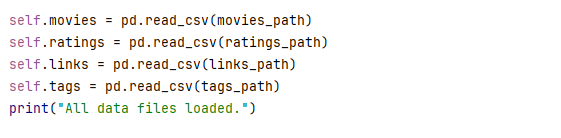 self.movies = pd.read_csv(movies_path)
self.ratings = pd.read_csv(ratings_path)
self.links = pd.read_csv(links_path)
self.tags = pd.read_csv(tags_path)
print("All data files loaded.")